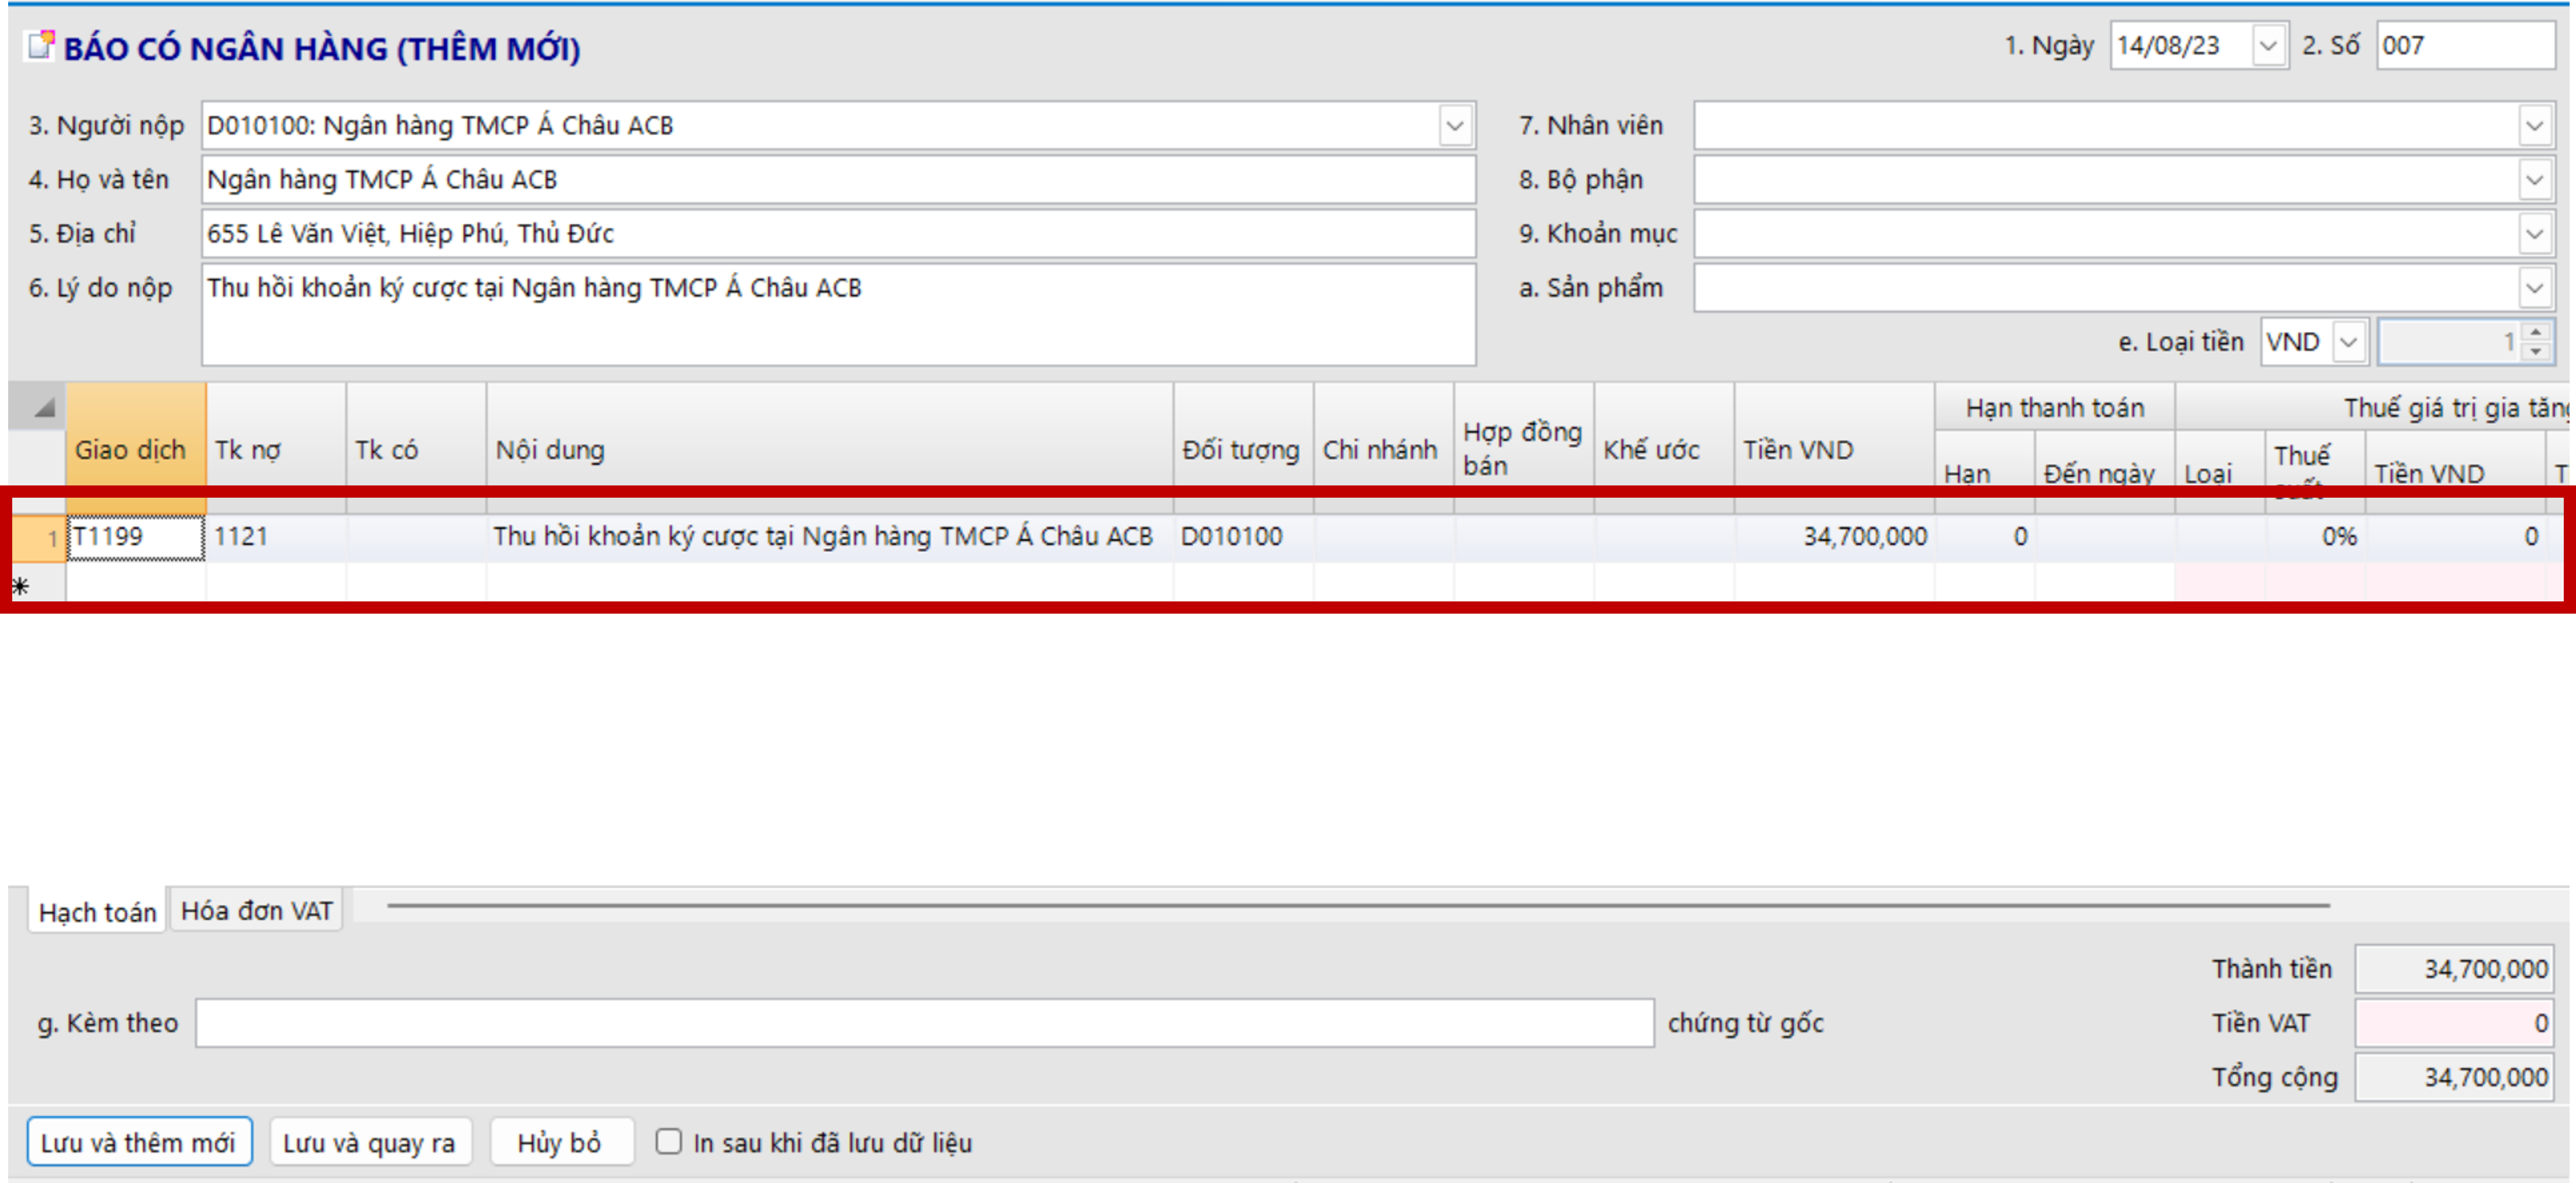 BÁO CÓ NGÂN HÀNG (THÊM MỚI)
1. Ngày 14/08/23 2. Số 007
3. Người nộp D010100: Ngân hàng TMCP Á Châu ACB 7. Nhân viên
4. Họ và tên Ngân hàng TMCP Á Châu ACB 8. Bộ phận
5. Địa chỉ 655 Lê Văn Việt, Hiệp Phú, Thủ Đức 9. Khoản mục
6. Lý do nộp Thu hồi khoản ký cược tại Ngân hàng TMCP Á Châu ACB a. Sản phẩm
e. Loại tiền VND 1
Hạn thanh toán Thuế giá trị gia tăng
Giao dịch Tk nợ Tk có Nội dung Đối tượng Chi nhánh Hợp đồng bán Khế ước Tiền VND Hạn Đến ngày Loại Thuế suất Tiền VND T
1 T1199 1121 Thu hồi khoản ký cược tại Ngân hàng TMCP Á Châu ACB D010100 34,700,000 0 0% 0
*
Hạch toán Hóa đơn VAT
Thành tiền 34,700,000
g. Kèm theo chứng từ gốc Tiền VAT 0
Tổng cộng 34,700,000
Lưu và thêm mới Lưu và quay ra Hủy bỏ In sau khi đã lưu dữ liệu